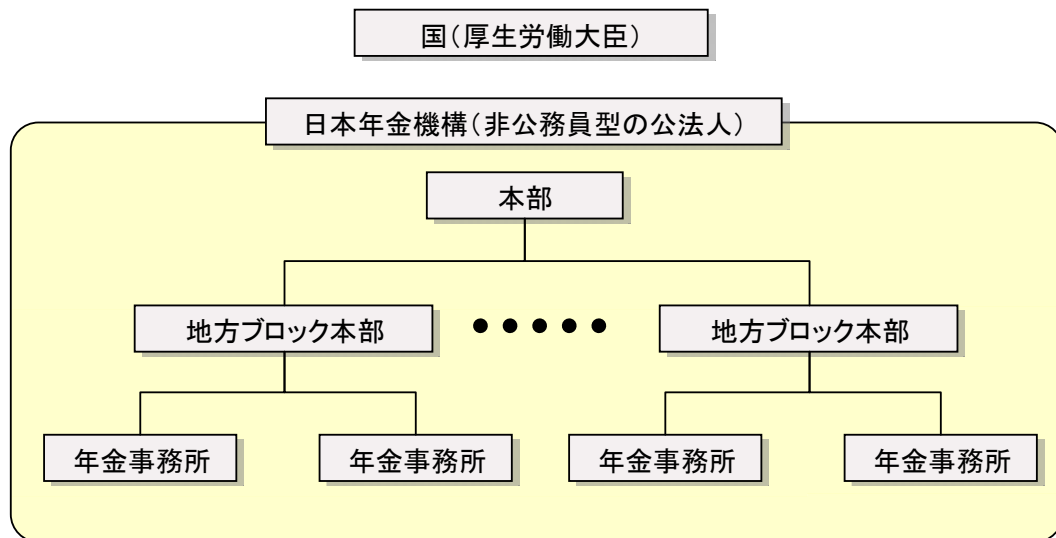 国（厚生労働大臣）
日本年金機構（非公務員型の公法人）
本部
地方ブロック本部
地方ブロック本部
年金事務所
年金事務所
年金事務所
年金事務所